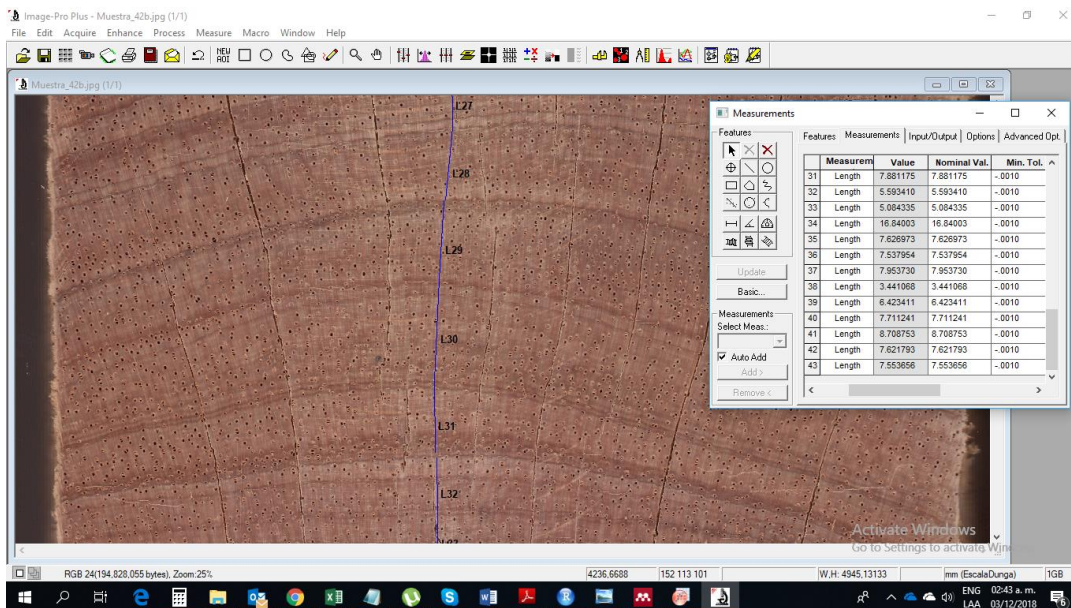 Image-Pro Plus - Muestra_42b.jpg (1/1)
File Edit Acquire Enhance Process Measure Macro Window Help
NEW AOI
Muestra_42b.jpg (1/1)
L27
L28
L29
L30
L31
L32
Measurements
Features
Update
Basic...
Measurements
Select Meas.:
Auto Add
Add >
Remove <
Features Measurements Input/Output Options Advanced Opt.
Measurem Value Nominal Val. Min. Tol.
31 Length 7.881175 7.881175 -.0010
32 Length 5.593410 5.593410 -.0010
33 Length 5.084335 5.084335 -.0010
34 Length 16.84003 16.84003 -.0010
35 Length 7.626973 7.626973 -.0010
36 Length 7.537954 7.537954 -.0010
37 Length 7.953730 7.953730 -.0010
38 Length 3.441068 3.441068 -.0010
39 Length 6.423411 6.423411 -.0010
40 Length 7.711241 7.711241 -.0010
41 Length 8.708753 8.708753 -.0010
42 Length 7.621793 7.621793 -.0010
43 Length 7.553656 7.553656 -.0010
Activate Windows
Go to Settings to activate
RGB 24(194,828,055 bytes), Zoom:25% 4236,6688 152 113 101 W,H: 4945,13133 mm (EscalaDunga) 1GB
ENG 02:43 a. m.
LAA 03/12/2018